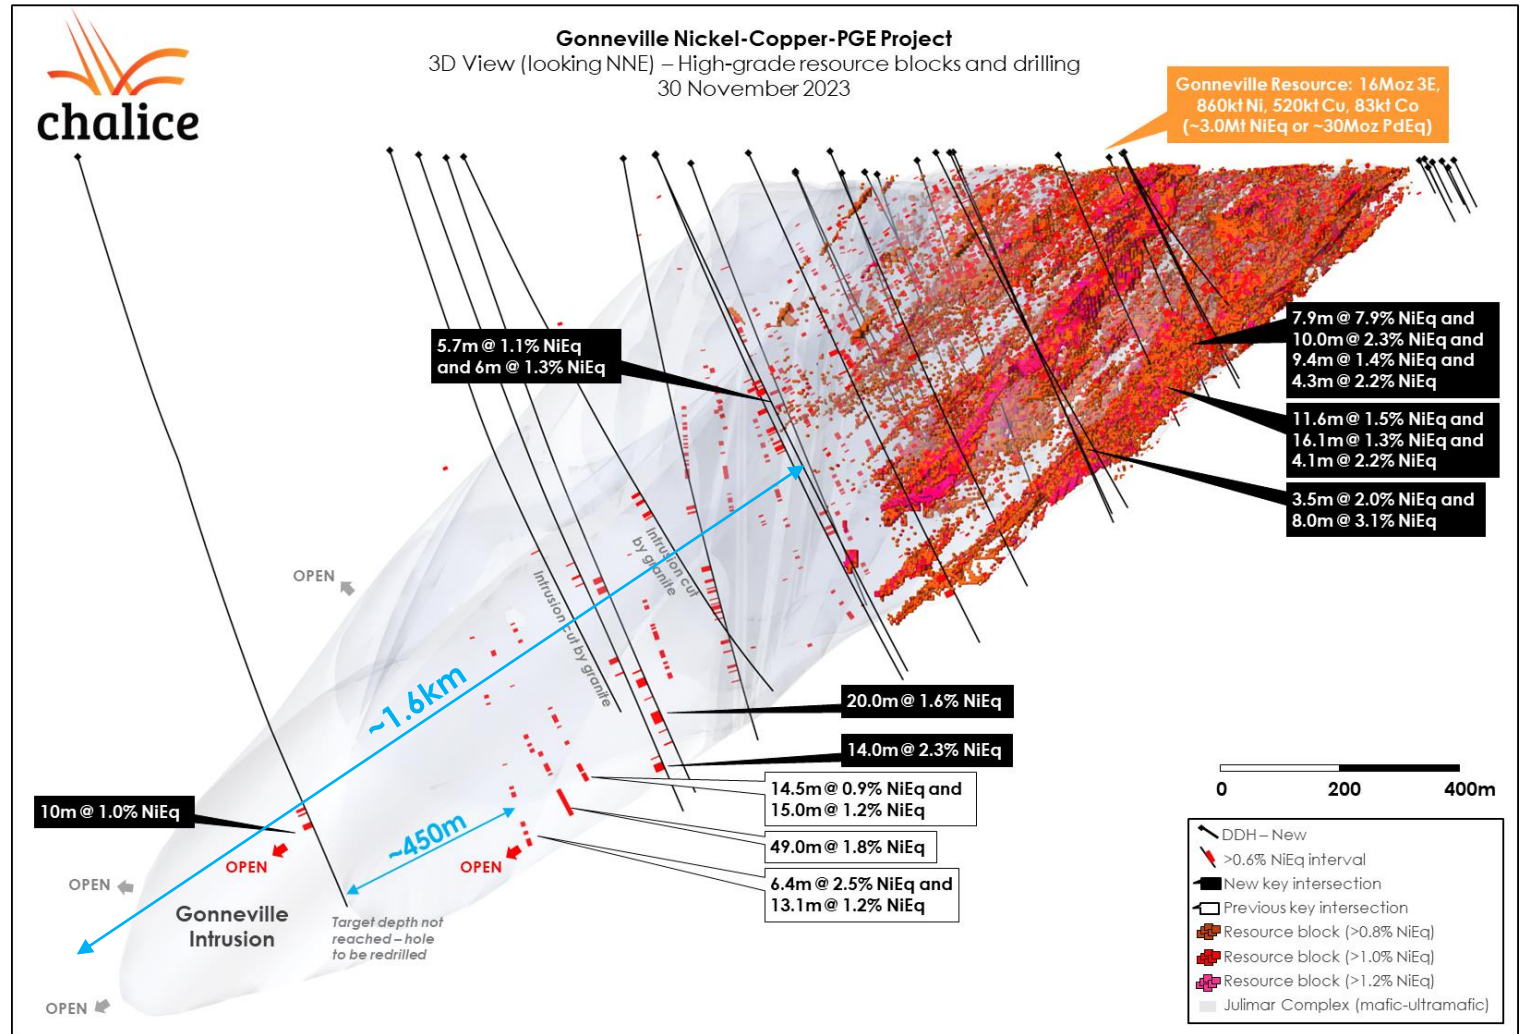 chalice
Gonneville Nickel-Copper-PGE Project
3D View (looking NNE) – High-grade resource blocks and drilling
30 November 2023
Gonneville Resource: 16Moz 3E,
860kt Ni, 520kt Cu, 83kt Co
(~3.0Mt NiEq or ~30Moz PdEq)
5.7m @ 1.1% NiEq
and 6m @ 1.3% NiEq
7.9m @ 7.9% NiEq and
10.0m @ 2.3% NiEq and
9.4m @ 1.4% NiEq and
4.3m @ 2.2% NiEq
11.6m @ 1.5% NiEq and
16.1m @ 1.3% NiEq and
4.1m @ 2.2% NiEq
3.5m @ 2.0% NiEq and
8.0m @ 3.1% NiEq
Intrusion cut
by granite
Intrusion cut by granite
OPEN
~1.6km
20.0m @ 1.6% NiEq
14.0m @ 2.3% NiEq
14.5m @ 0.9% NiEq and
15.0m @ 1.2% NiEq
49.0m @ 1.8% NiEq
6.4m @ 2.5% NiEq and
13.1m @ 1.2% NiEq
10m @ 1.0% NiEq
~450m
OPEN
OPEN
OPEN
Gonneville
Intrusion
Target depth not
reached – hole
to be redrilled
OPEN
0 200 400m
DDH – New
>0.6% NiEq interval
New key intersection
Previous key intersection
Resource block (>0.8% NiEq)
Resource block (>1.0% NiEq)
Resource block (>1.2% NiEq)
Julimar Complex (mafic-ultramafic)